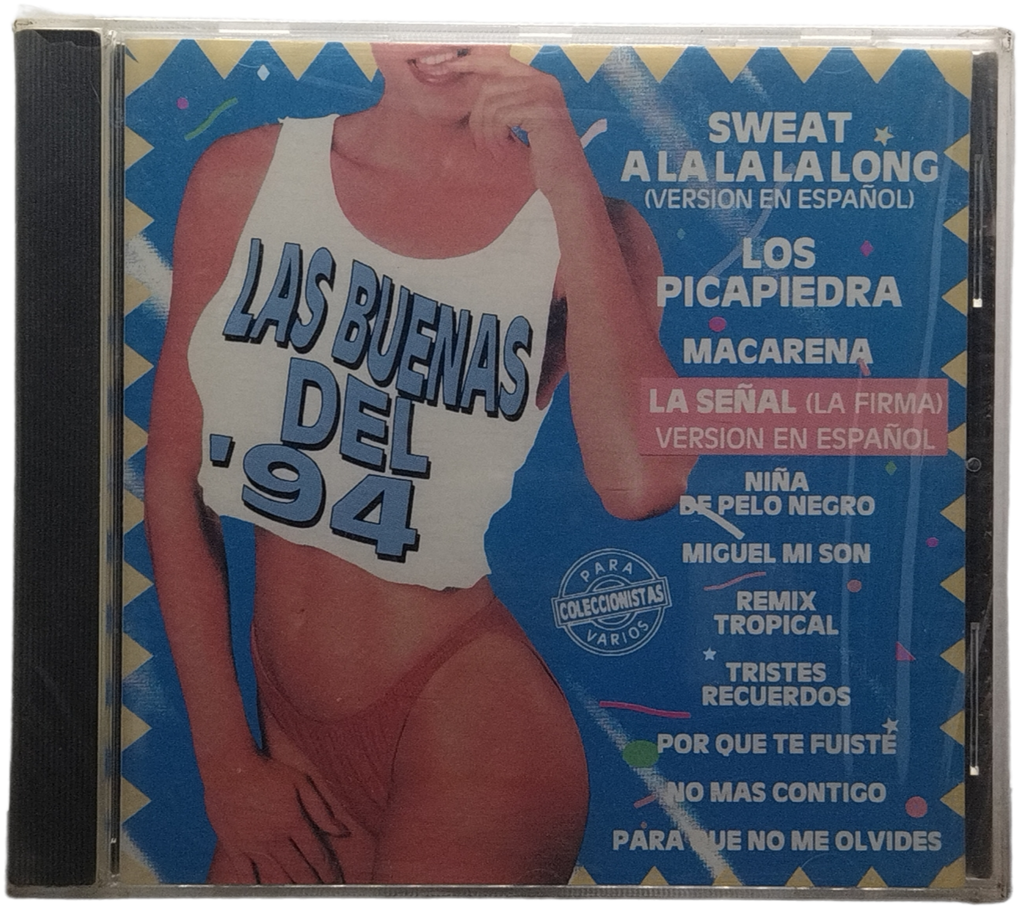 LAS BUENAS
DEL
'94
SWEAT
A LA LA LA LONG
(VERSION EN ESPAÑOL)
LOS
PICAPIEDRA
MACARENA
LA SEÑAL (LA FIRMA)
VERSION EN ESPAÑOL
NIÑA
DE PELO NEGRO
MIGUEL MI SON
REMIX
TROPICAL
TRISTES
RECUERDOS
POR QUE TE FUISTE
NO MAS CONTIGO
PARA QUE NO ME OLVIDES
PARA
COLECCIONISTAS
VARIOS